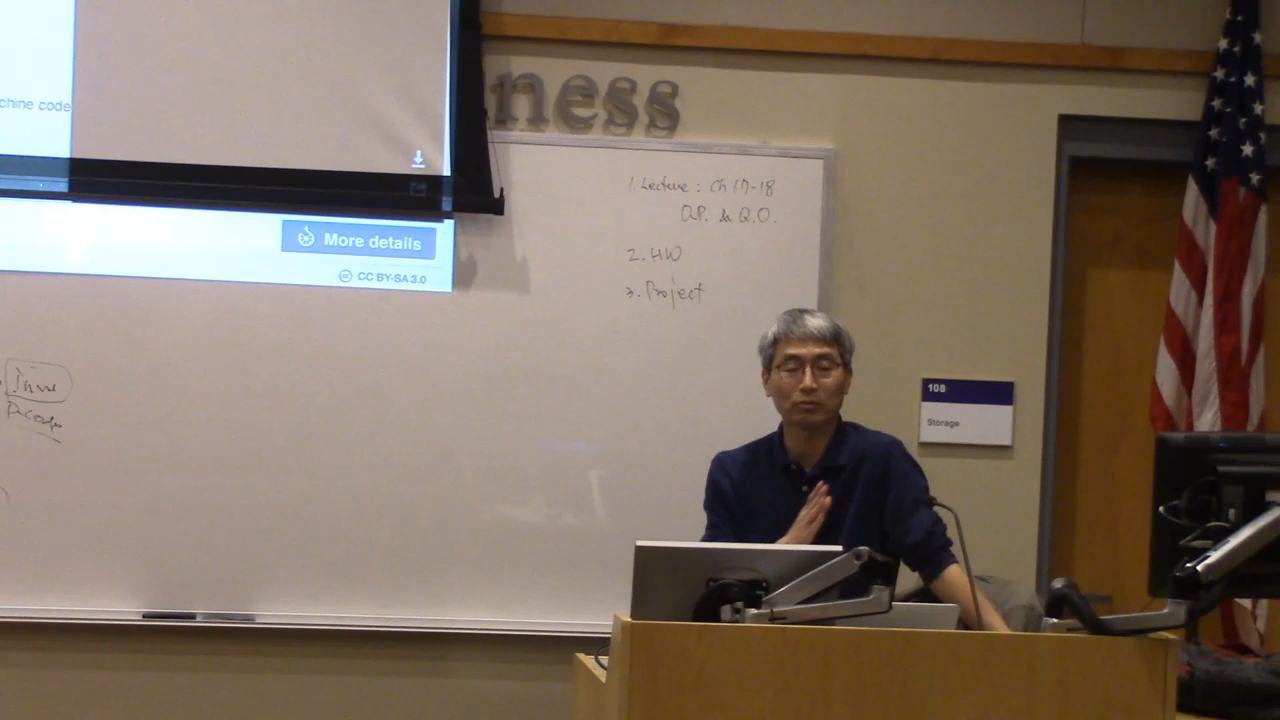 chine code
More details
CC BY-SA 3.0
ness
1. Lecture : Ch 17-18
Q.P. & Q.O.
2. HW
3. Project
108
Storage